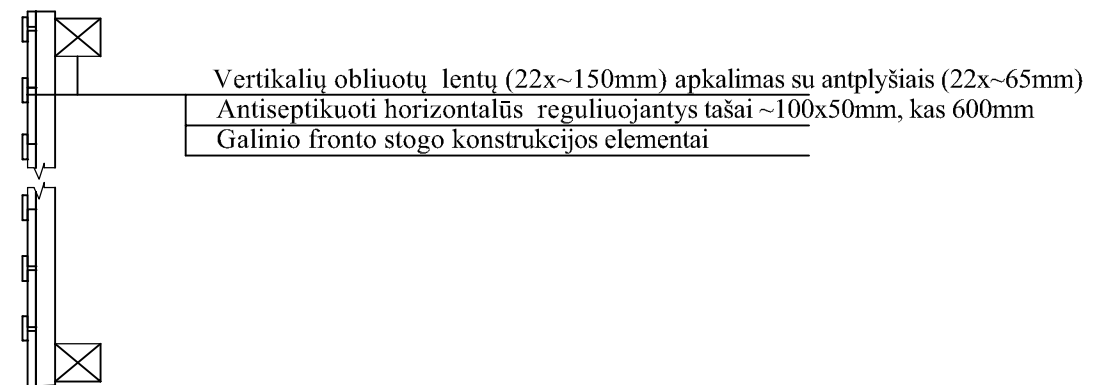 Vertikalių obliuotų lentų (22x~150mm) apkalimas su antplyšiais (22x~65mm)
Antiseptikuoti horizontalūs reguliuojantys tašai ~100x50mm, kas 600mm
Galinio fronto stogo konstrukcijos elementai